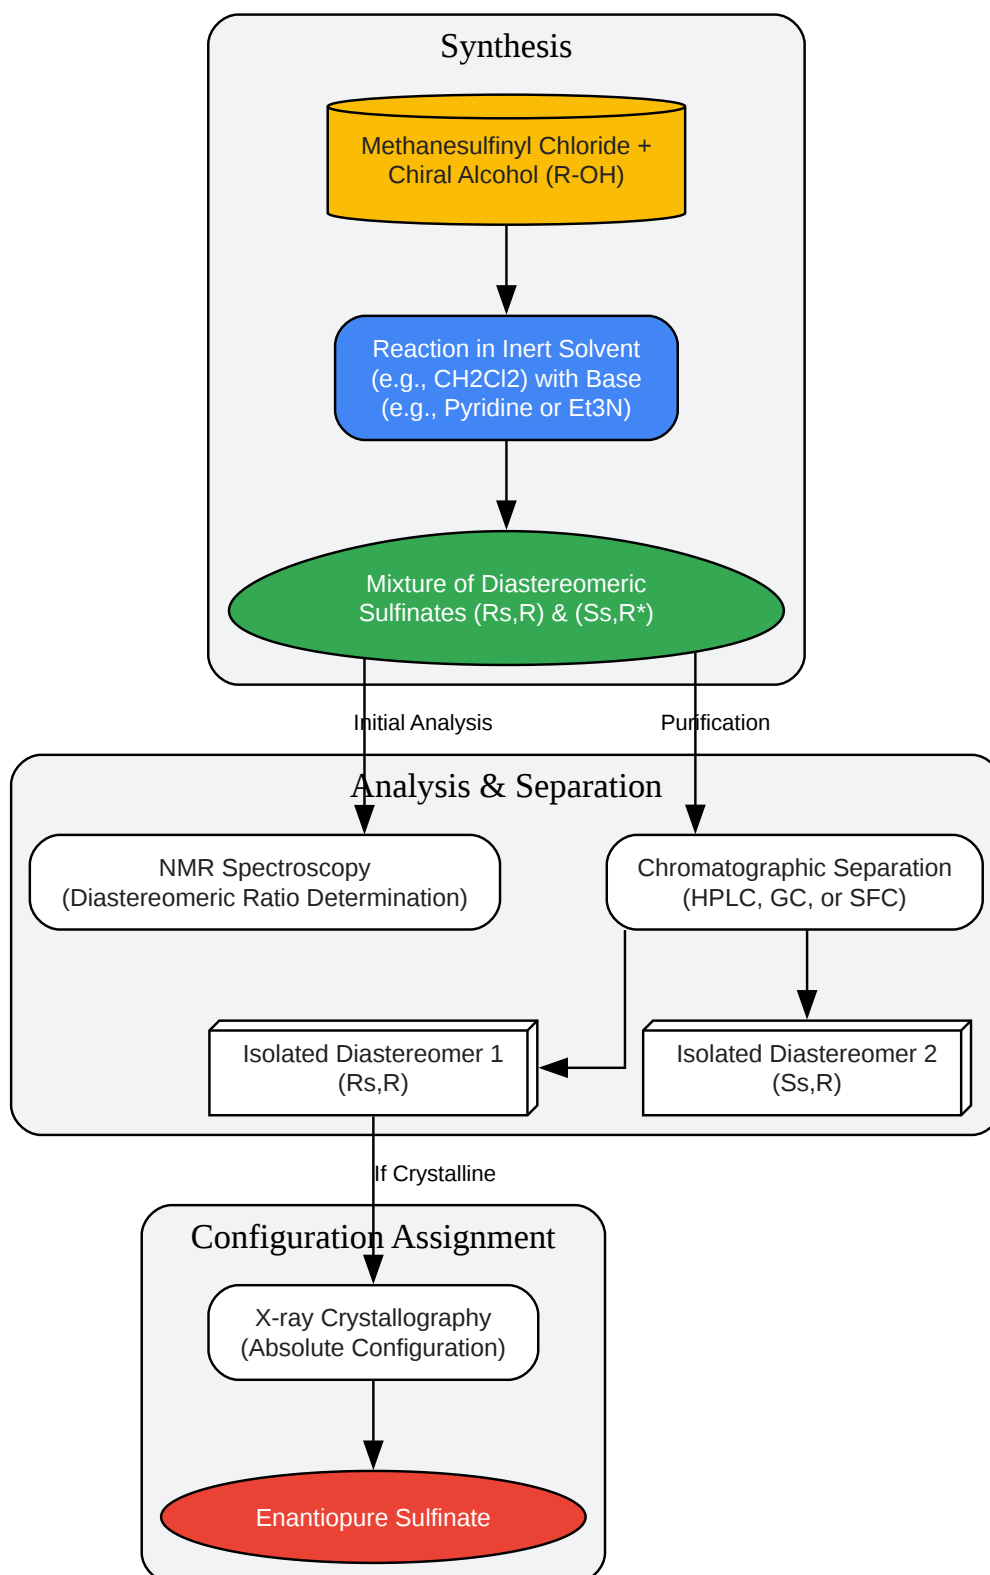 Synthesis
Methanesulfinyl Chloride +
Chiral Alcohol (R-OH)
Reaction in Inert Solvent
(e.g., CH2Cl2) with Base
(e.g., Pyridine or Et3N)
Mixture of Diastereomeric
Sulfinates (Rs,R) & (Ss,R*)
Initial Analysis
Purification
Analysis & Separation
NMR Spectroscopy
(Diastereomeric Ratio Determination)
Chromatographic Separation
(HPLC, GC, or SFC)
Isolated Diastereomer 1
(Rs,R)
Isolated Diastereomer 2
(Ss,R)
If Crystalline
Configuration Assignment
X-ray Crystallography
(Absolute Configuration)
Enantiopure Sulfinate